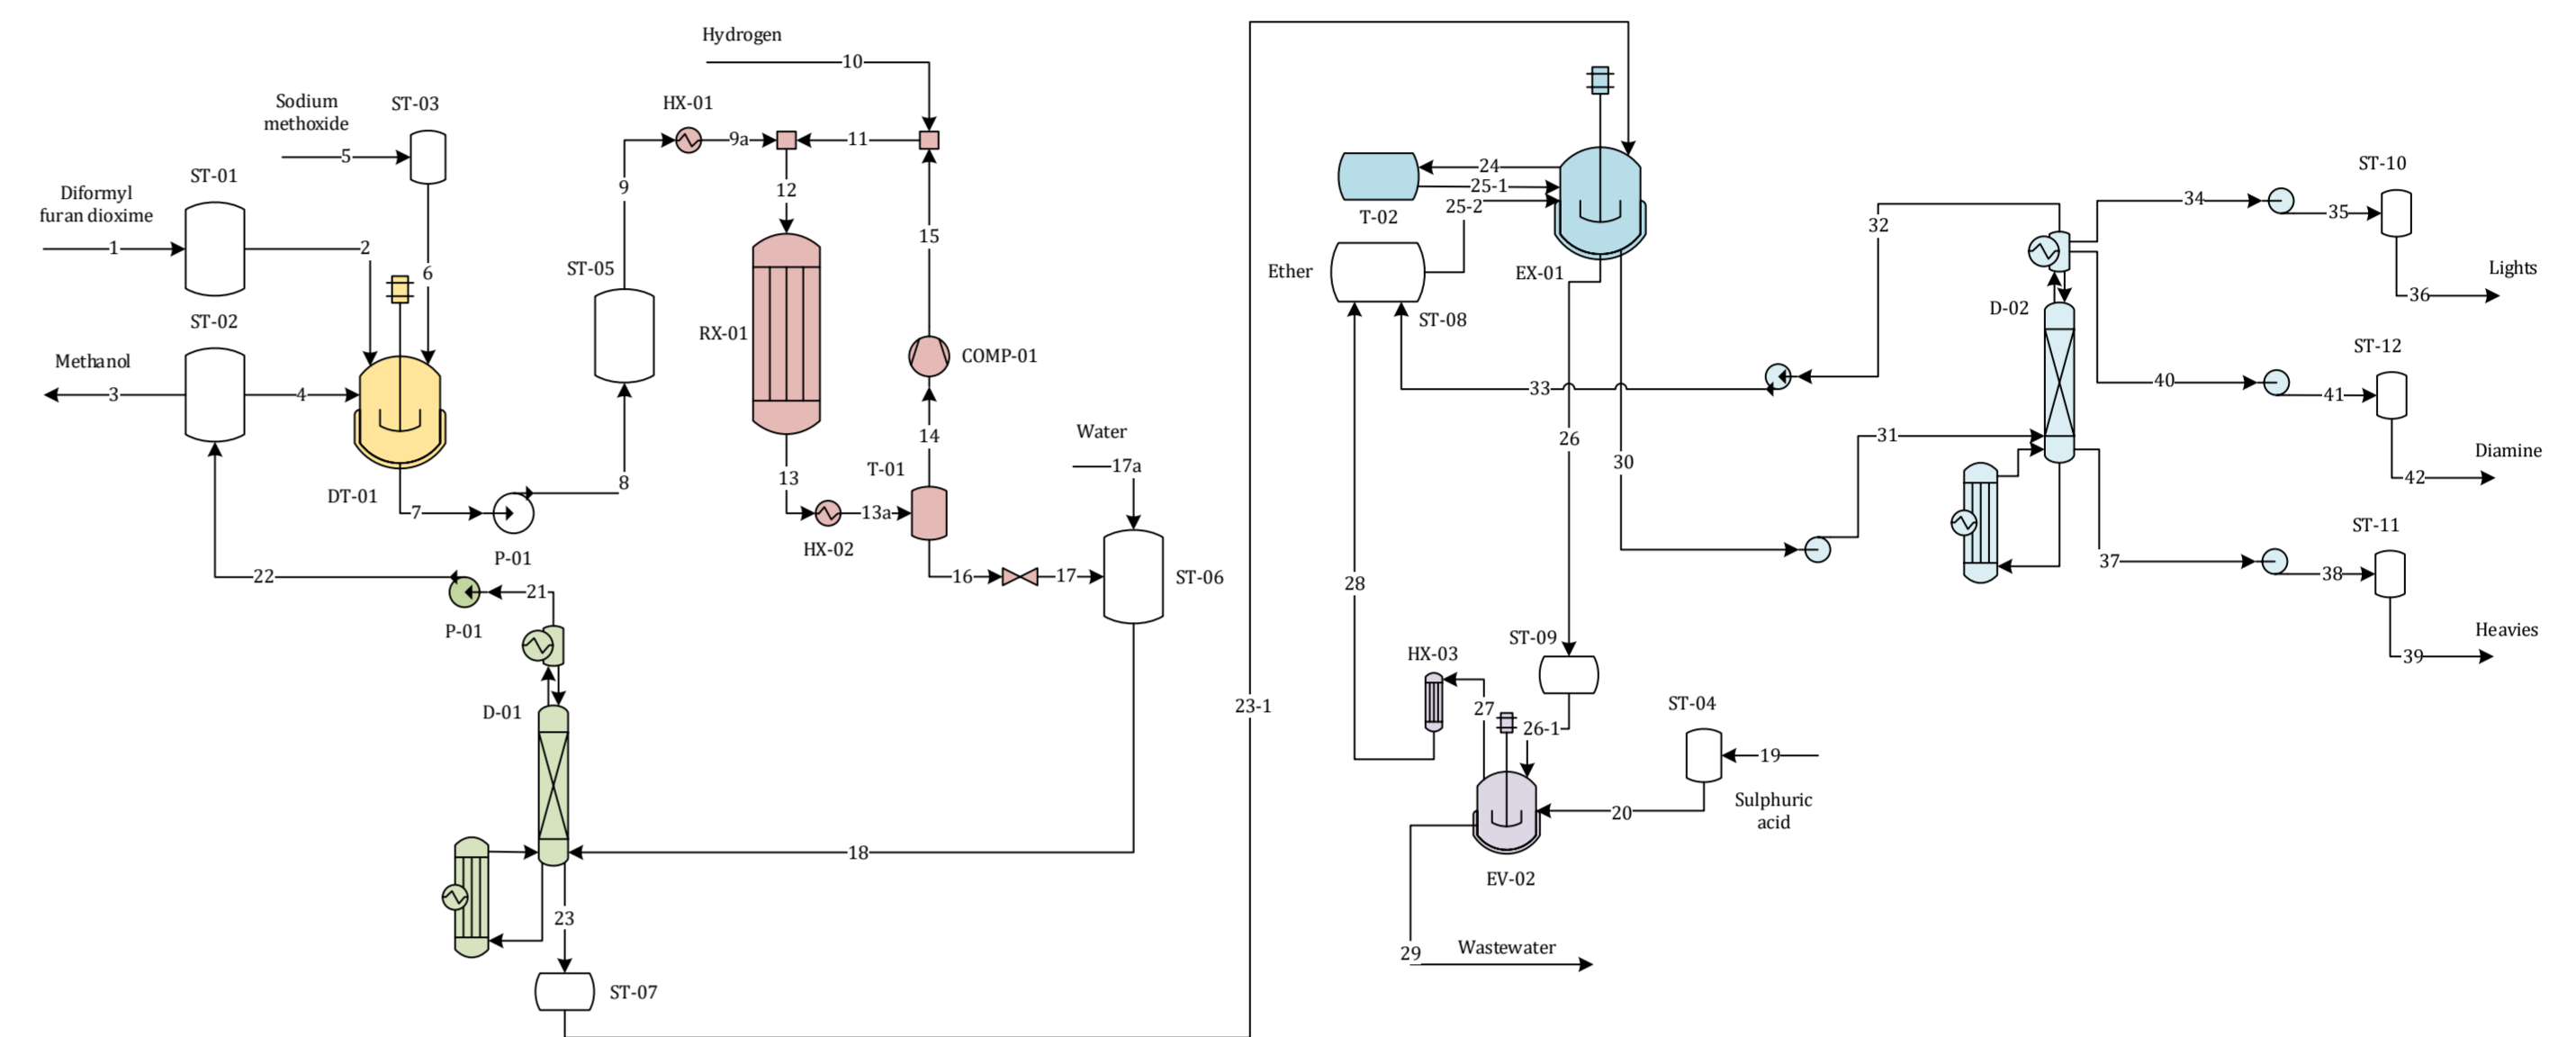 Hydrogen
10
Sodium
methoxide
ST-03
HX-01
5
9a
11
ST-01
Diformyl
furan dioxime
1
2
6
9
12
15
ST-05
ST-02
Methanol
3
4
RX-01
COMP-01
DT-01
7
8
P-01
13
HX-02
13a
T-01
14
Water
17a
16
17
ST-06
22
21
P-01
D-01
18
23
ST-07
23-1
24
25-1
25-2
T-02
Ether
EX-01
ST-08
33
26
30
28
31
32
D-02
34
35
ST-10
Lights
36
ST-12
40
41
Diamine
42
ST-11
37
38
Heavies
39
ST-09
HX-03
27
26-1
ST-04
19
20
Sulphuric
acid
EV-02
29
Wastewater